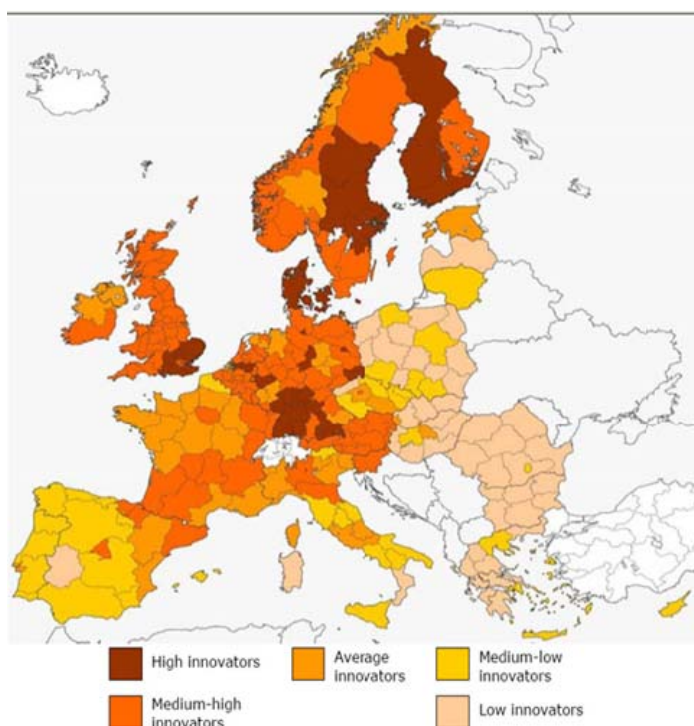 High innovators
Average
innovators
Medium-low
innovators
Medium-high
innovators
Low innovators